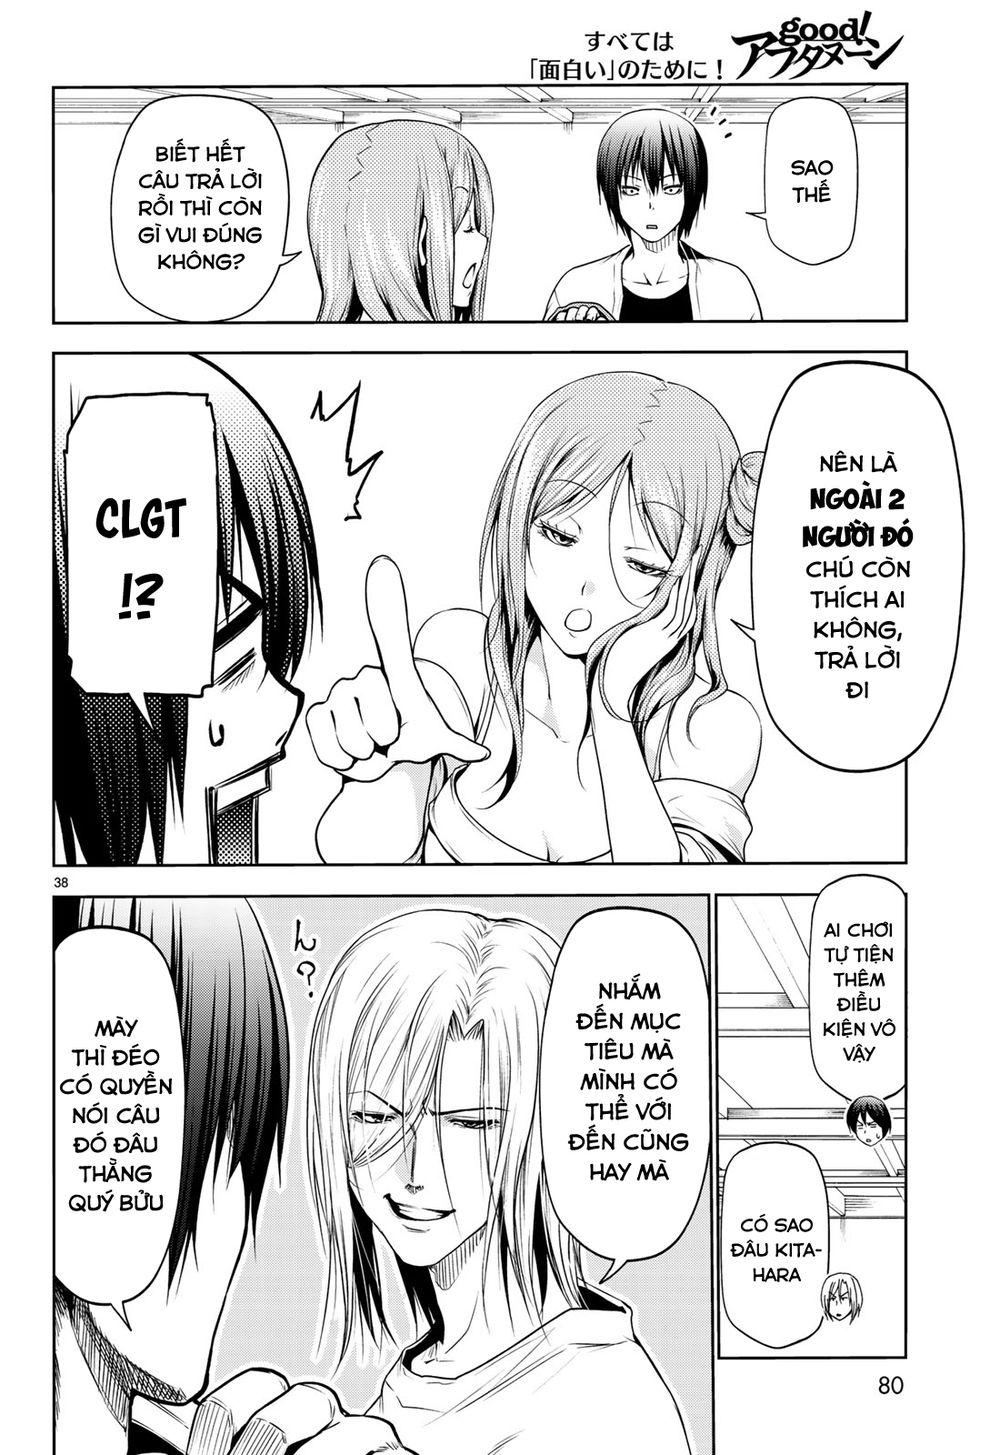 すべては
「面白い」のために!
good!
アフタヌーン
SAO
THẾ
BIẾT HẾT
CÂU TRẢ LỜI
RỒI THÌ CÒN
GÌ VUI ĐÚNG
KHÔNG?
NÊN LÀ
NGOÀI 2
NGƯỜI ĐÓ
CHÚ CÒN
THÍCH AI
KHÔNG,
TRẢ LỜI
ĐI
CLGT
!?
38
AI CHƠI
TỰ TIỆN
THÊM
ĐIỀU
KIỆN VÔ
VẬY
CÓ SAO
ĐÂU KITA-
HARA
NHẮM
ĐẾN MỤC
TIÊU MÀ
MÌNH CÓ
THỂ VỚI
ĐẾN CŨNG
HAY MÀ
ん?
MÀY
THÌ ĐÉO
CÓ QUYỀN
NÓI CÂU
ĐÓ ĐÂU
THẰNG
QUÝ BỬU
80